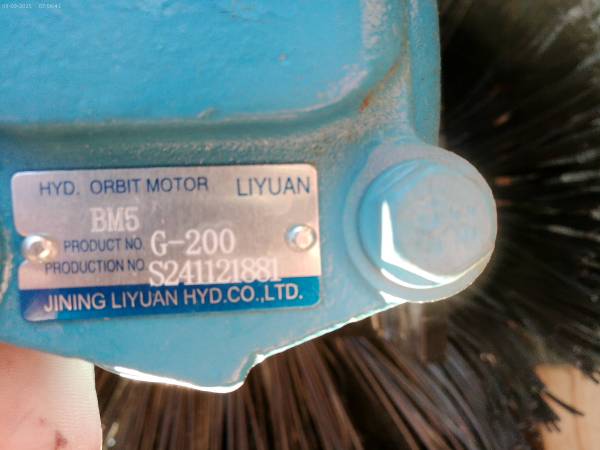 HYD. ORBIT MOTOR LIYUAN
BM5
PRODUCT NO. G-200
PRODUCTION NO. S241121881
JINING LIYUAN HYD.CO.,LTD.